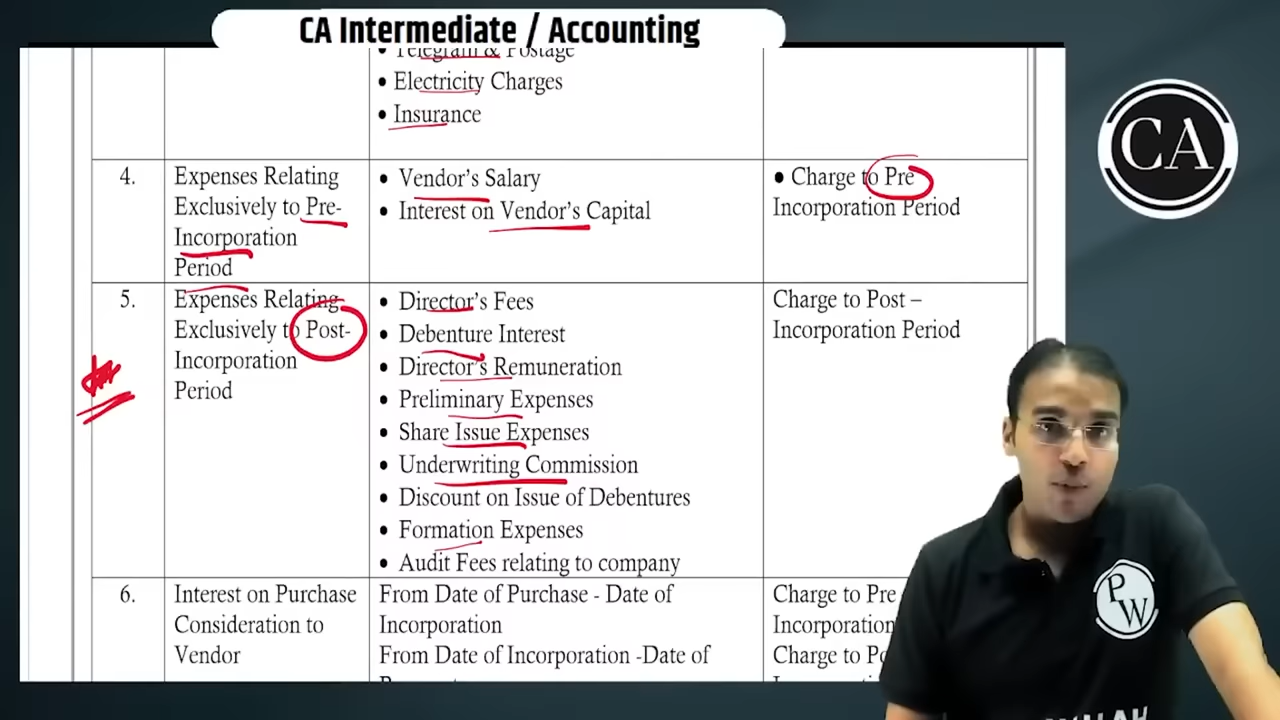 CA Intermediate / Accounting
CA
• Telegram & Postage
• Electricity Charges
• Insurance
4.
Expenses Relating
Exclusively to Pre-
Incorporation
Period
• Vendor's Salary
• Interest on Vendor's Capital
• Charge to Pre
Incorporation Period
5.
Expenses Relating
Exclusively to Post-
Incorporation
Period
• Director's Fees
• Debenture Interest
• Director's Remuneration
• Preliminary Expenses
• Share Issue Expenses
• Underwriting Commission
• Discount on Issue of Debentures
• Formation Expenses
• Audit Fees relating to company
Charge to Post –
Incorporation Period
6.
Interest on Purchase
Consideration to
Vendor
From Date of Purchase - Date of
Incorporation
From Date of Incorporation -Date of
Charge to Pre
Incorporation
Charge to
P
W